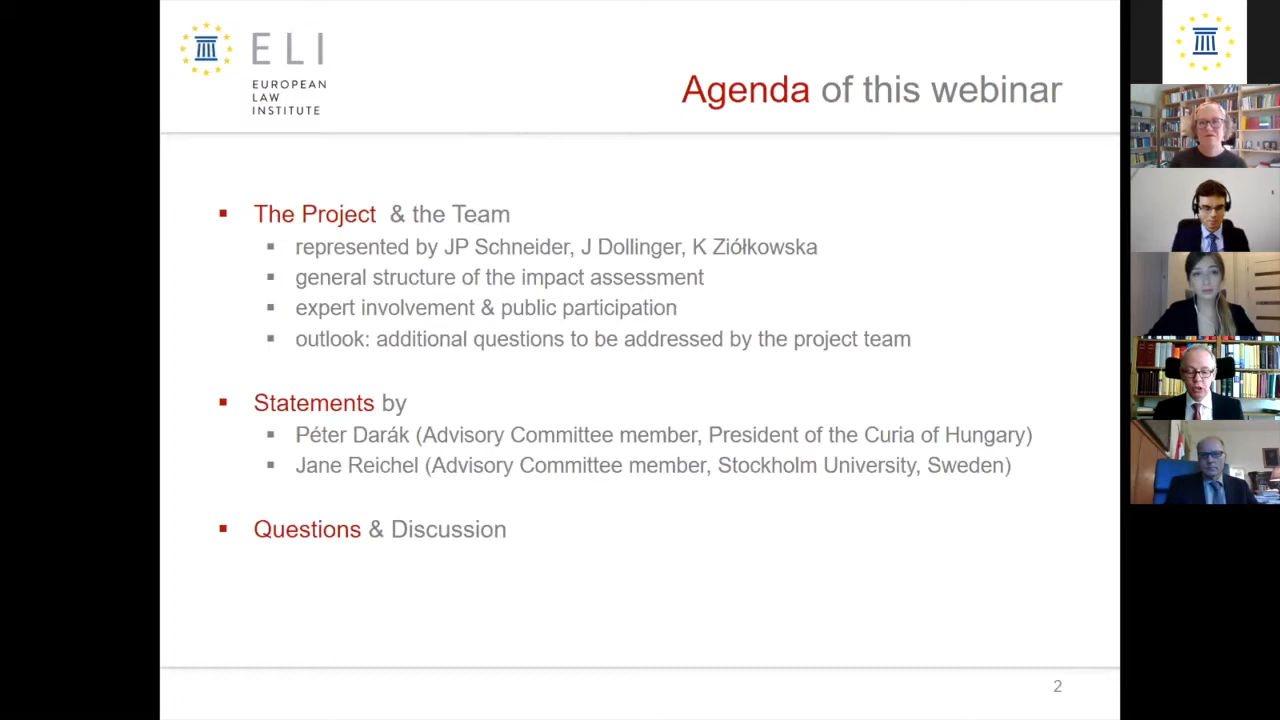 ELI
EUROPEAN
LAW
INSTITUTE
Agenda of this webinar
The Project & the Team
represented by JP Schneider, J Dollinger, K Ziółkowska
general structure of the impact assessment
expert involvement & public participation
outlook: additional questions to be addressed by the project team
Statements by
Péter Darák (Advisory Committee member, President of the Curia of Hungary)
Jane Reichel (Advisory Committee member, Stockholm University, Sweden)
Questions & Discussion
2